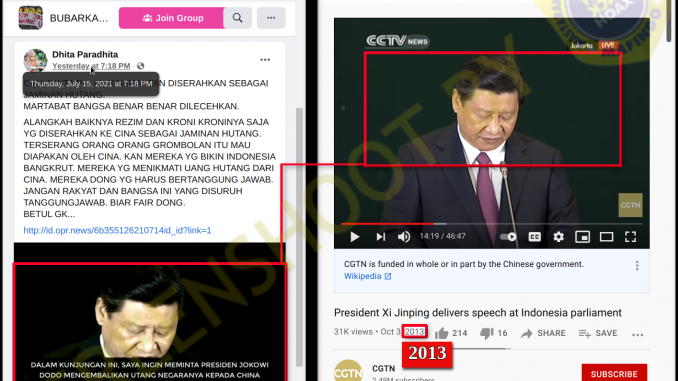 BUBARKA...
Join Group
Dhita Paradhita
Yesterday at 7:18 PM
Thursday, July 15, 2021 at 7:18 PM
DISERAHKAN SEBAGAI
JAMINAN HUTANG.
MARTABAT BANGSA BENAR BENAR DILECEHKAN.
ALANGKAH BAIKNYA REZIM DAN KRONI KRONINYA SAJA
YG DISERAHKAN KE CINA SEBAGAI JAMINAN HUTANG.
TERSERANG ORANG ORANG GROMBOLAN ITU MAU
DIAPAKAN OLEH CINA. KAN MEREKA YG BIKIN INDONESIA
BANGKRUT. MEREKA YG MENIKMATI UANG HUTANG DARI
CINA. MEREKA DONG YG HARUS BERTANGGUNG JAWAB.
JANGAN RAKYAT DAN BANGSA INI YANG DISURUH
TANGGUNGJAWAB. BIAR FAIR DONG.
BETUL GK...
http://id.opr.news/6b355126210714id_id?link=1
DALAM KUNJUNGAN INI, SAYA INGIN MEMINTA PRESIDEN JOKOWI
DODO MENGEMBALIKAN UTANG NEGARANYA KEPADA CHINA
CCTV NEWS
Jakarta LIVE
CGTN
14:19 / 46:47
CGTN is funded in whole or in part by the Chinese government.
Wikipedia
President Xi Jinping delivers speech at Indonesia parliament
31K views • Oct 3, 2013
214
16
SHARE
SAVE
2013
CGTN
2.49M subscribers
SUBSCRIBE